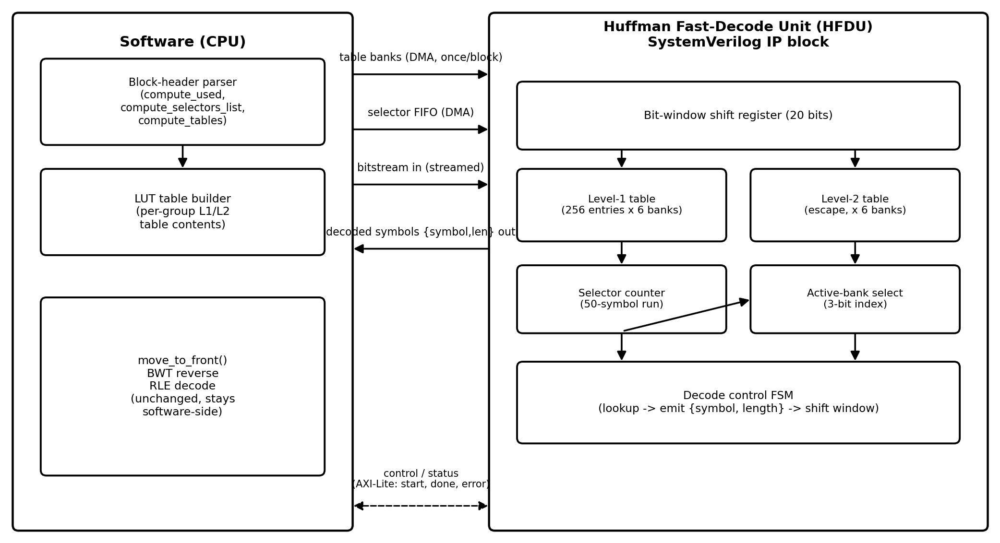 Software (CPU)
Block-header parser
(compute_used,
compute_selectors_list,
compute_tables)
LUT table builder
(per-group L1/L2
table contents)
move_to_front()
BWT reverse
RLE decode
(unchanged, stays
software-side)
table banks (DMA, once/block)
selector FIFO (DMA)
bitstream in (streamed)
decoded symbols {symbol,len} out
control / status
(AXI-Lite: start, done, error)
Huffman Fast-Decode Unit (HFDU)
SystemVerilog IP block
Bit-window shift register (20 bits)
Level-1 table
(256 entries x 6 banks)
Level-2 table
(escape, x 6 banks)
Selector counter
(50-symbol run)
Active-bank select
(3-bit index)
Decode control FSM
(lookup -> emit {symbol, length} -> shift window)